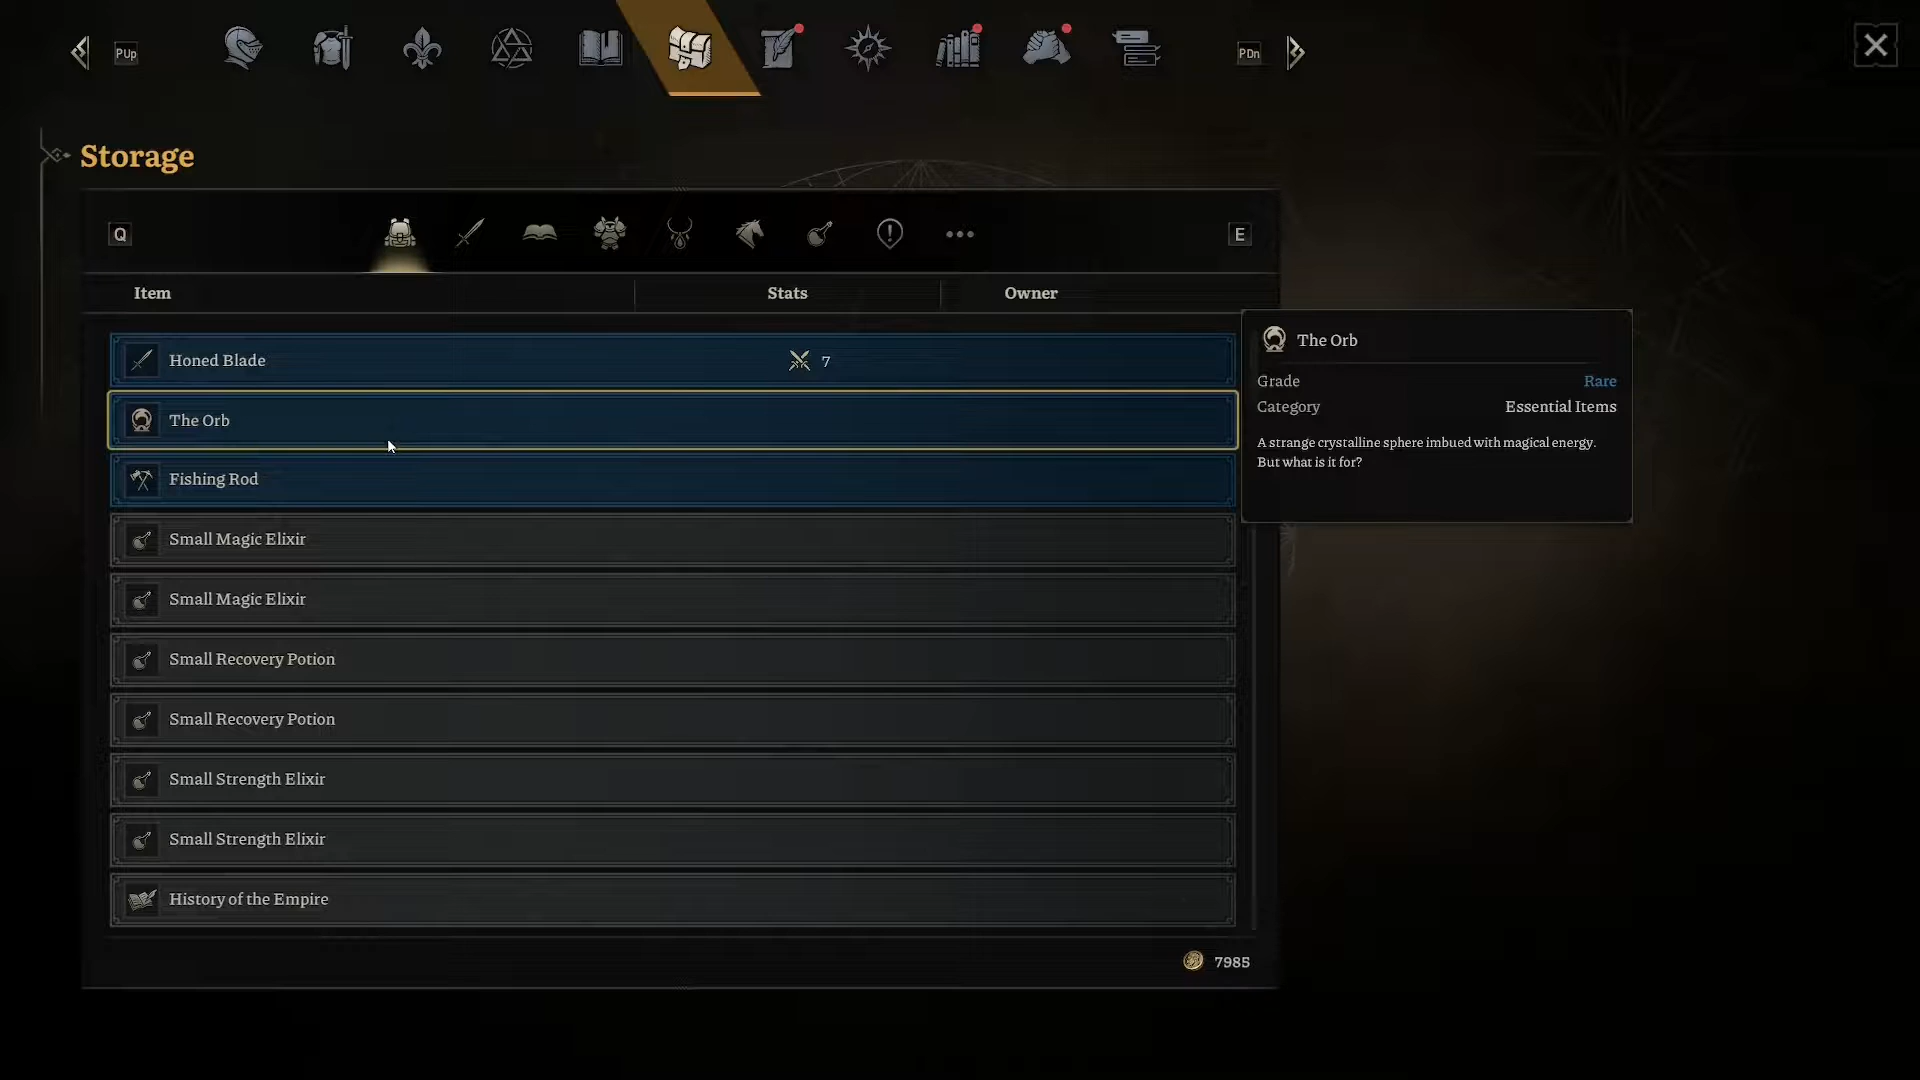 PUp
PDn
Storage
Q
E
Item Stats Owner
Honed Blade 7
The Orb
Fishing Rod
Small Magic Elixir
Small Magic Elixir
Small Recovery Potion
Small Recovery Potion
Small Strength Elixir
Small Strength Elixir
History of the Empire
7985
The Orb
Grade Rare
Category Essential Items
A strange crystalline sphere imbued with magical energy.
But what is it for?